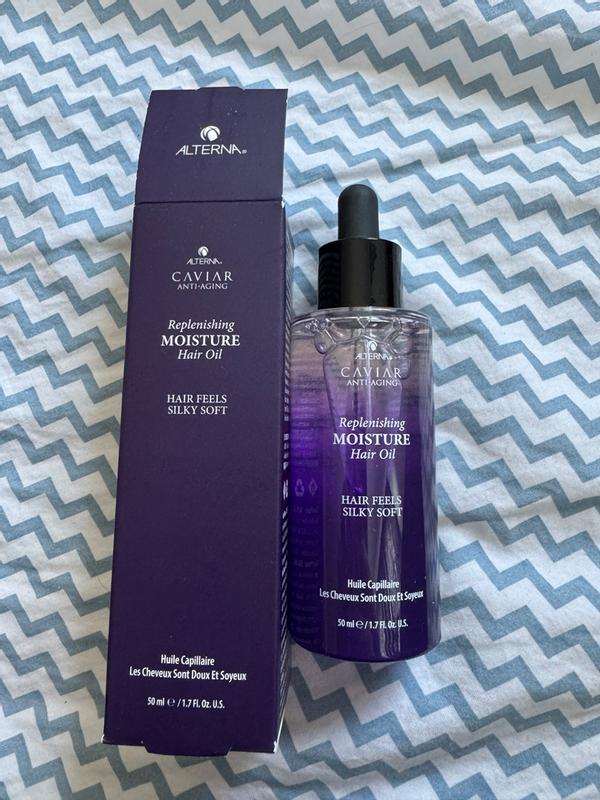 ALTERNA®
ALTERNA®
CAVIAR
ANTI-AGING
Replenishing
MOISTURE
Hair Oil
HAIR FEELS
SILKY SOFT
Huile Capillaire
Les Cheveux Sont Doux Et Soyeux
50 ml ℮ / 1.7 Fl. Oz. U.S.
ALTERNA®
CAVIAR
ANTI-AGING
Replenishing
MOISTURE
Hair Oil
HAIR FEELS
SILKY SOFT
Huile Capillaire
Les Cheveux Sont Doux Et Soyeux
50 ml ℮ / 1.7 Fl. Oz. U.S.